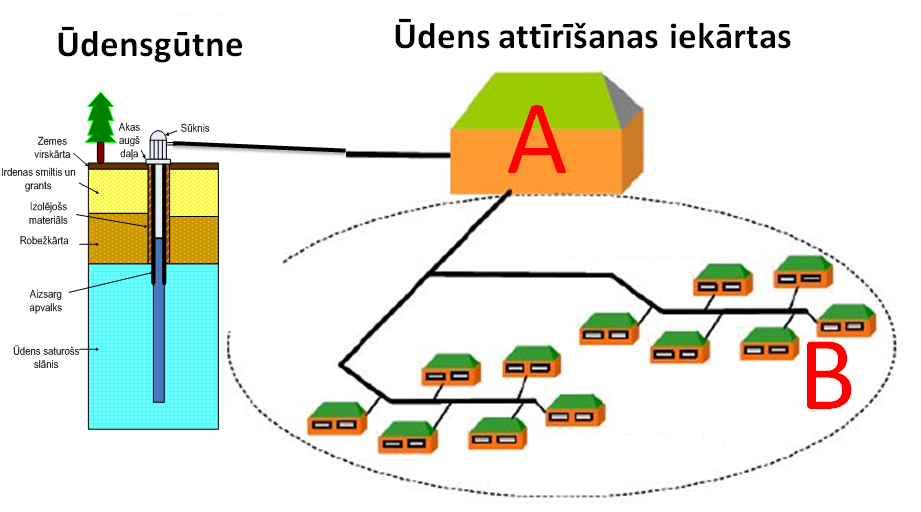 Ūdensgūtne
Ūdens attīrīšanas iekārtas
Akas
augš
daļa
Sūknis
Zemes
virskārta
Irdenas smiltis un
grants
Izolējošs
materiāls
Robežkārta
Aizsarg
apvalks
Ūdens saturošs
slānis
A
B